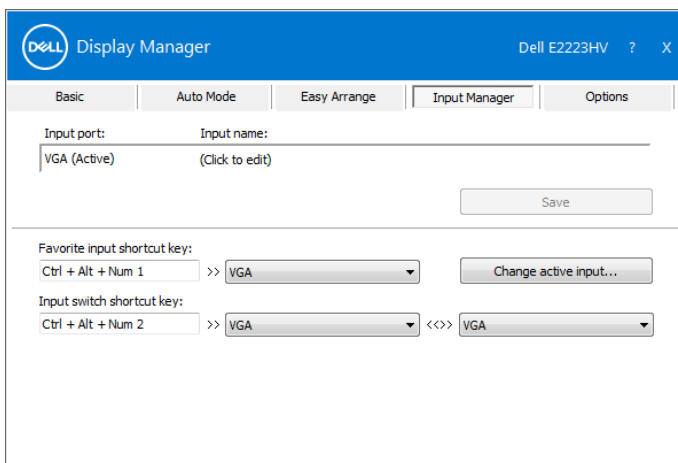 DELL Display Manager Dell E2223HV ? X
Basic Auto Mode Easy Arrange Input Manager Options
Input port: Input name:
VGA (Active) (Click to edit)
Save
Favorite input shortcut key:
Ctrl + Alt + Num 1 >> VGA Change active input...
Input switch shortcut key:
Ctrl + Alt + Num 2 >> VGA <<>> VGA